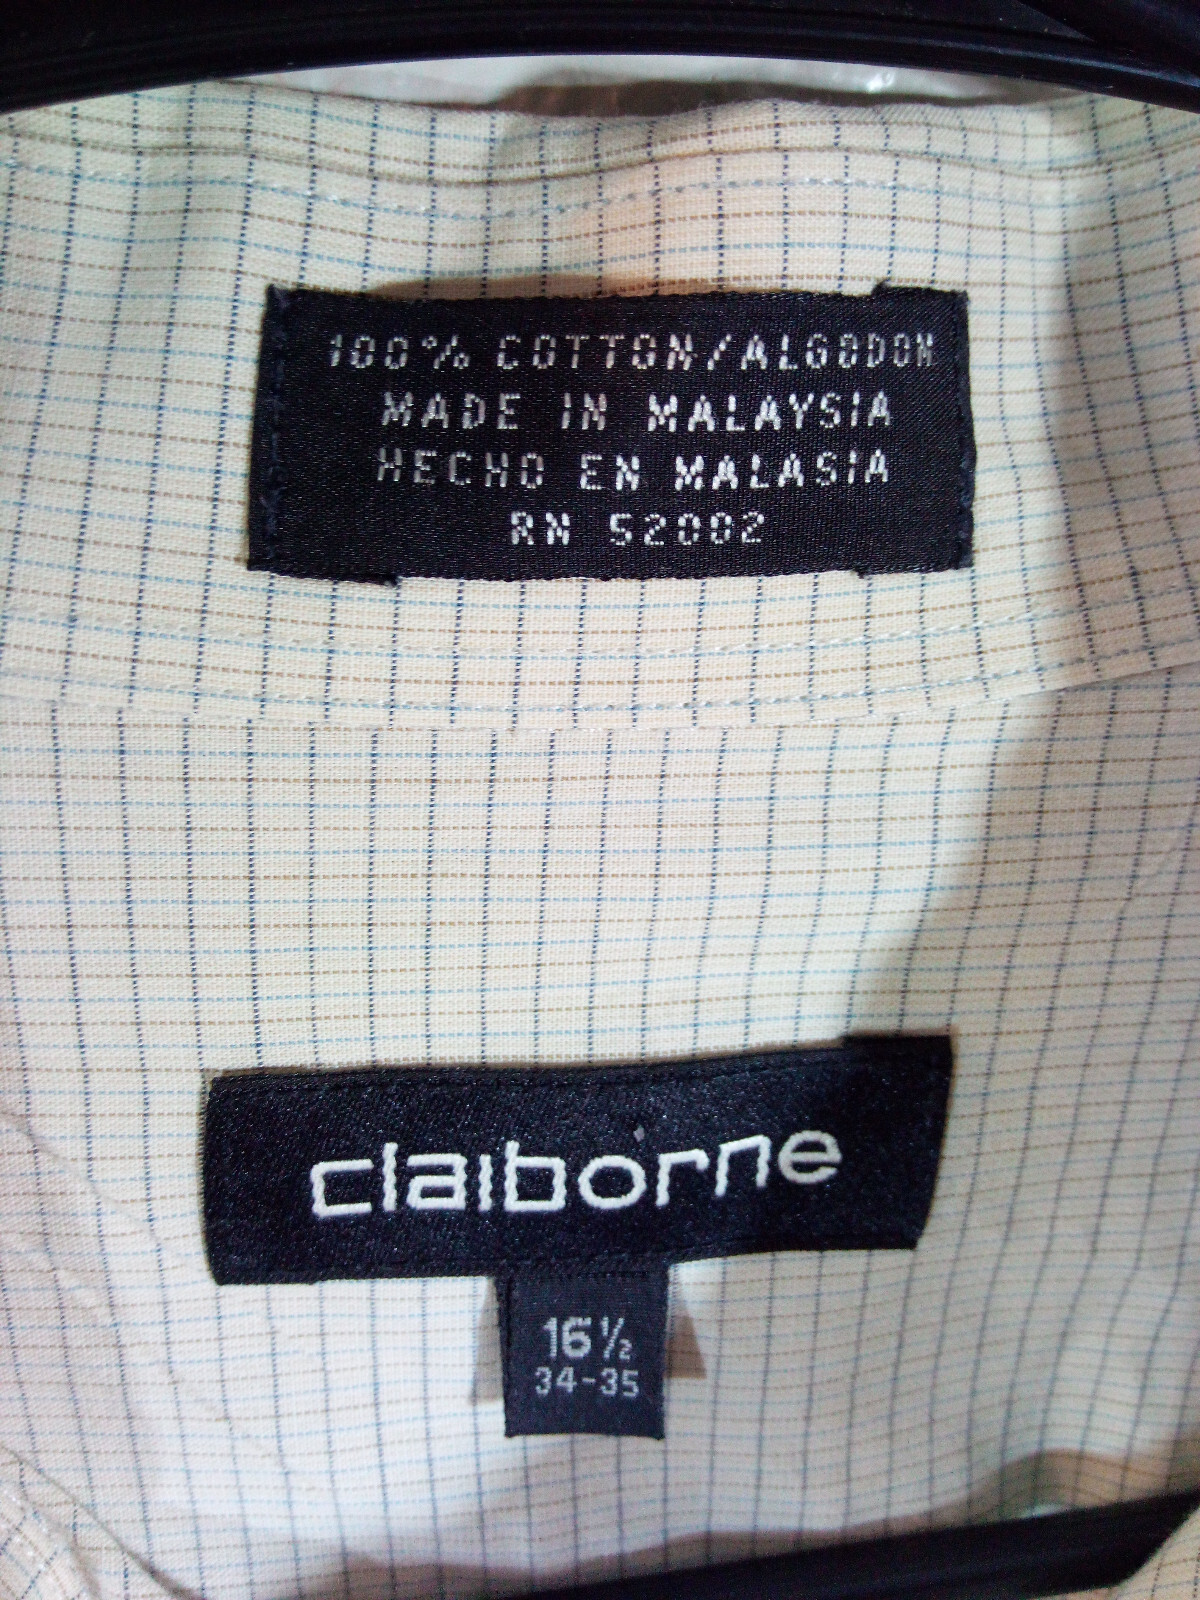 100% COTTON/ALGODON
MADE IN MALAYSIA
HECHO EN MALASIA
RN 52002
claiborne
16½
34-35